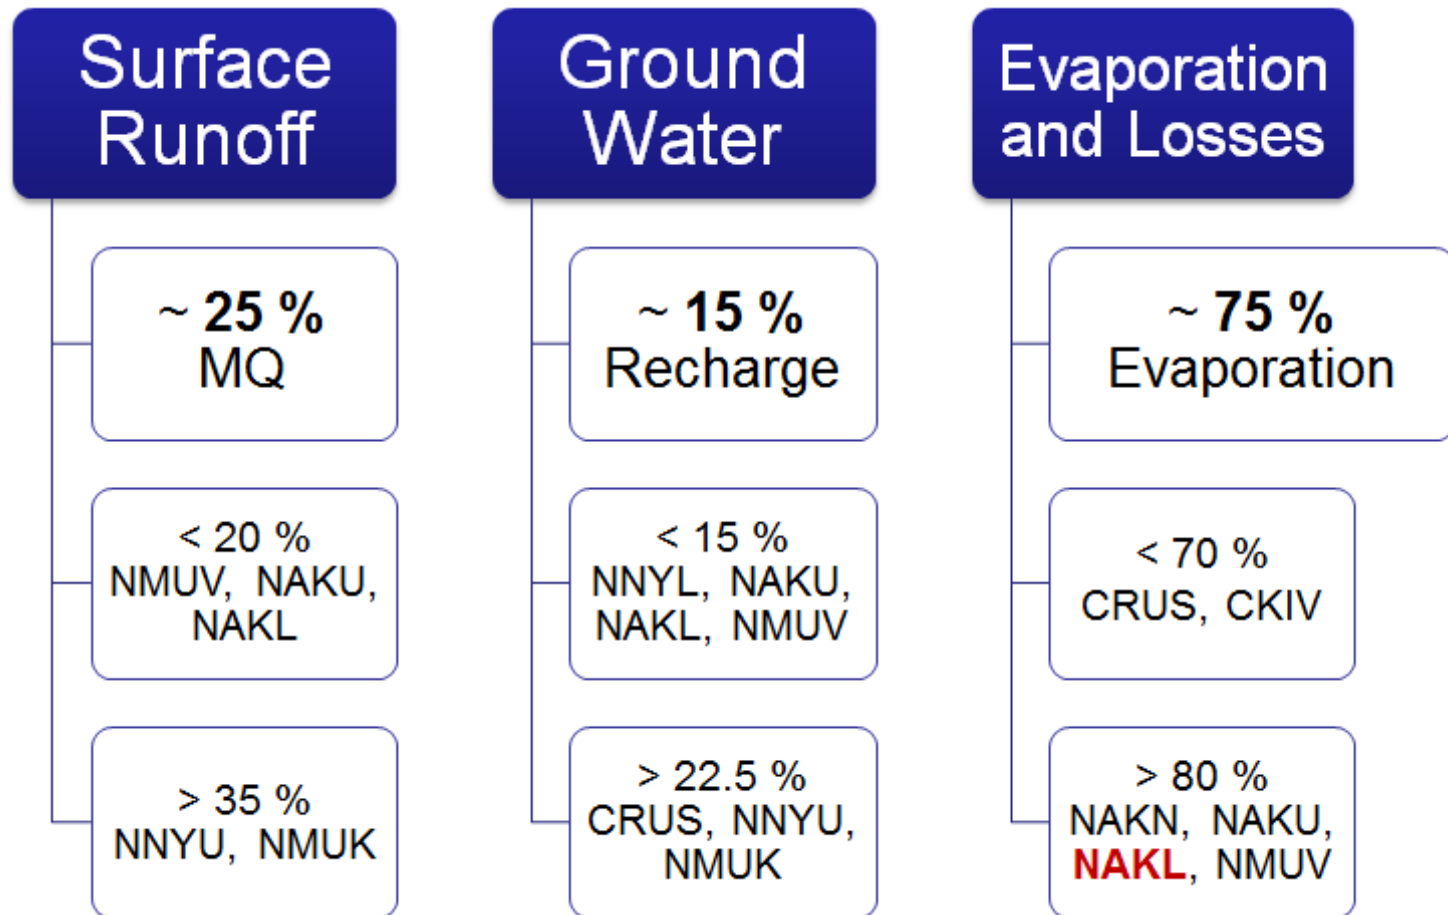 Surface
Runoff
~ 25 %
MQ
< 20 %
NMUV, NAKU,
NAKL
> 35 %
NNYU, NMUK
Ground
Water
~ 15 %
Recharge
< 15 %
NNYL, NAKU,
NAKL, NMUV
> 22.5 %
CRUS, NNYU,
NMUK
Evaporation
and Losses
~ 75 %
Evaporation
< 70 %
CRUS, CKIV
> 80 %
NAKN, NAKU,
NAKL, NMUV